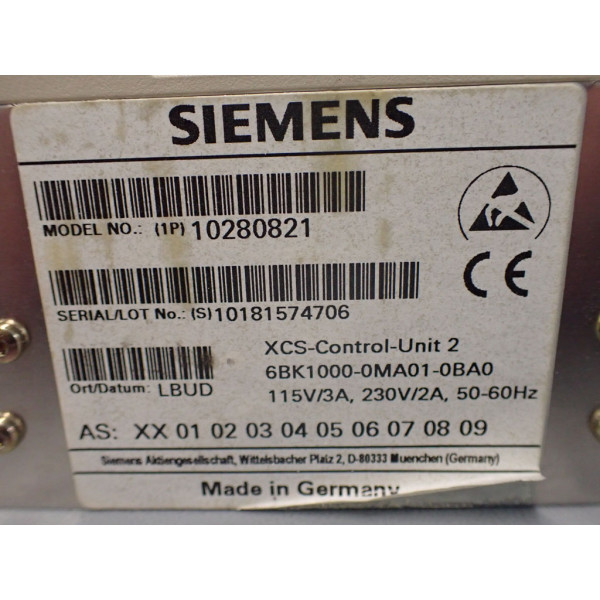 SIEMENS
MODEL NO.: (1P) 10280821
SERIAL/LOT No.: (S)10181574706
XCS-Control-Unit 2
6BK1000-0MA01-0BA0
Ort/Datum: LBUD
115V/3A, 230V/2A, 50-60Hz
AS: XX 01 02 03 04 05 06 07 08 09
Siemens Aktiengesellschaft, Wittelsbacher Platz 2, D-80333 Muenchen (Germany)
Made in Germany
CE